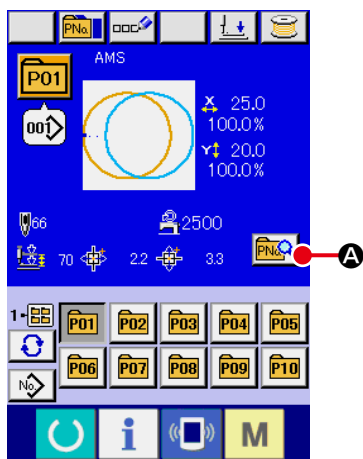 PNo.
AMS
P01
001
X 25.0
100.0%
Y 20.0
100.0%
66
2500
70 2.2 3.3
PNo.
A
1-
P01 P02 P03 P04 P05
P06 P07 P08 P09 P10
No.
i M